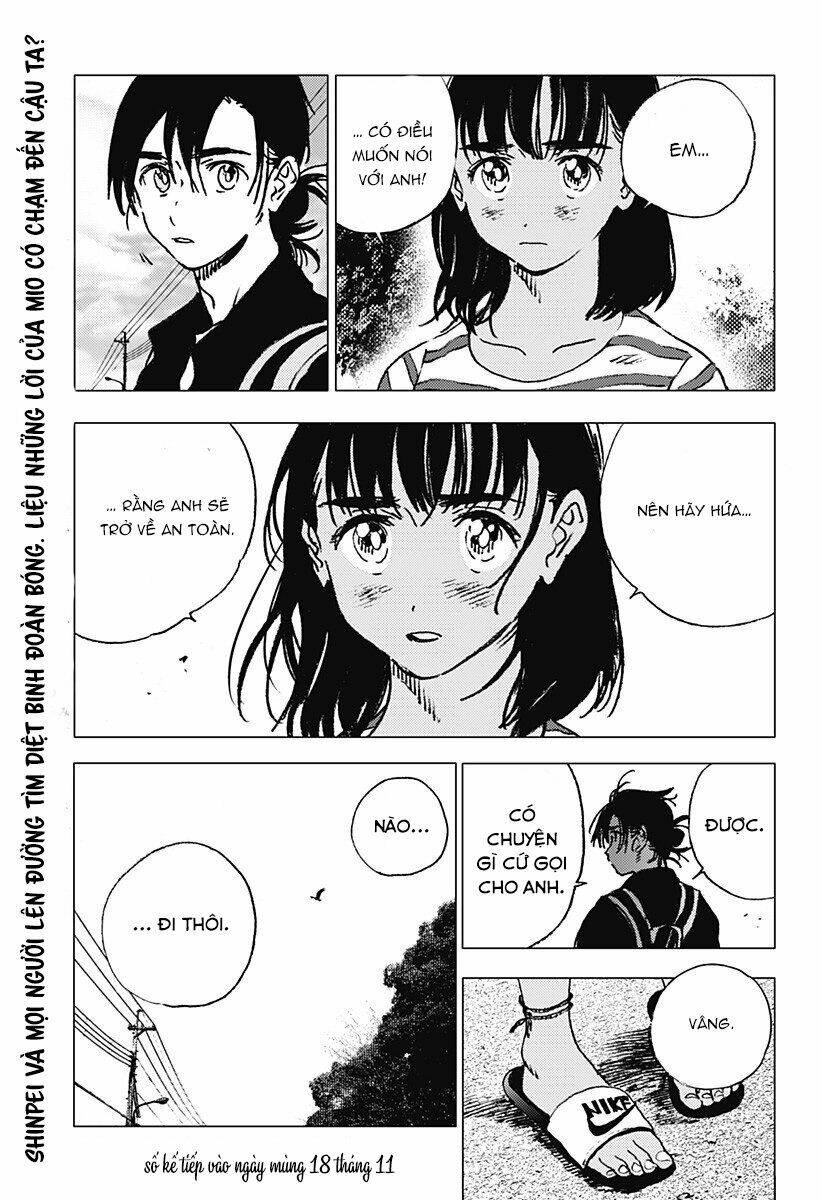 EM...
... CÓ ĐIỀU
MUỐN NÓI
VỚI ANH!
NÊN HÃY HỨA...
... RẰNG ANH SẼ
TRỞ VỀ AN TOÀN.
ĐƯỢC.
CÓ
CHUYỆN
GÌ CỨ GỌI
CHO ANH.
VÂNG.
NIKE
NÀO...
... ĐI THÔI.
SHINPEI VÀ MỌI NGƯỜI LÊN ĐƯỜNG TÌM DIỆT BINH ĐOÀN BÓNG. LIỆU NHỮNG LỜI CỦA MIO CÓ CHẠM ĐẾN CẬU TA?
số kế tiếp vào ngày mùng 18 tháng 11